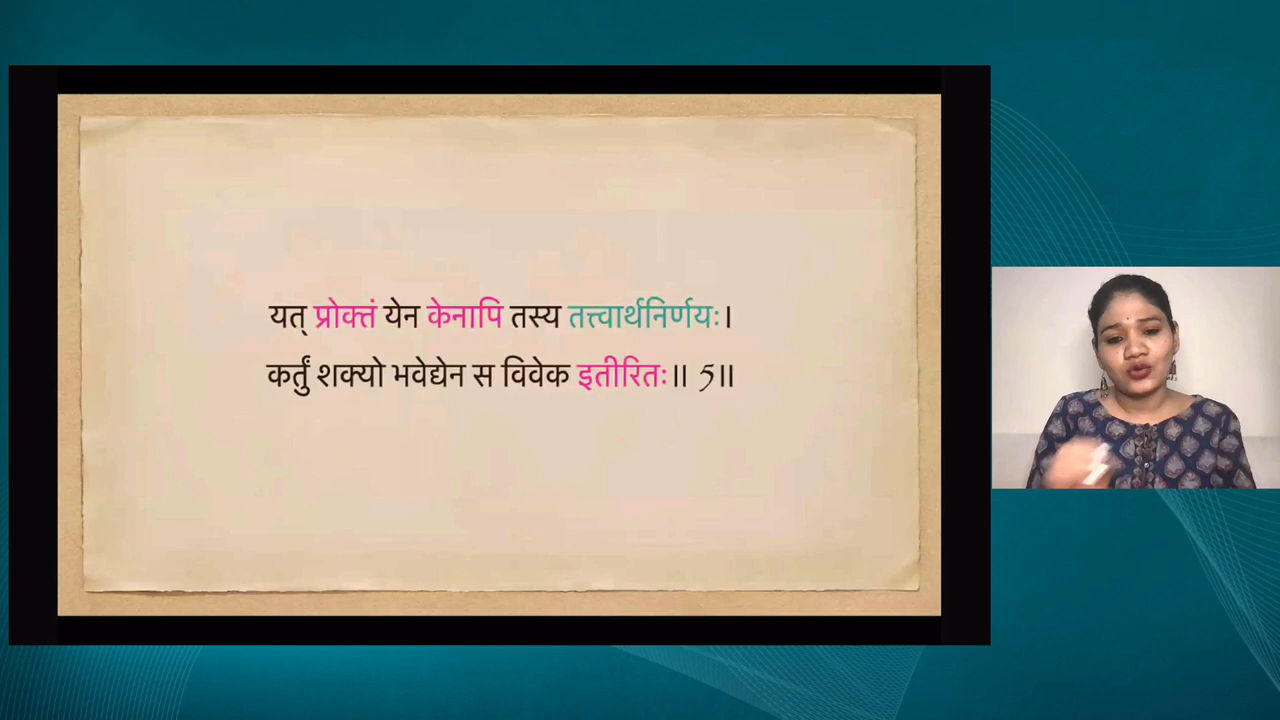 यत् प्रोक्तं येन केनापि तस्य तत्त्वार्थनिर्णयः।
कर्तुं शक्यो भवेद्येन स विवेक इतीरितः॥ 5॥